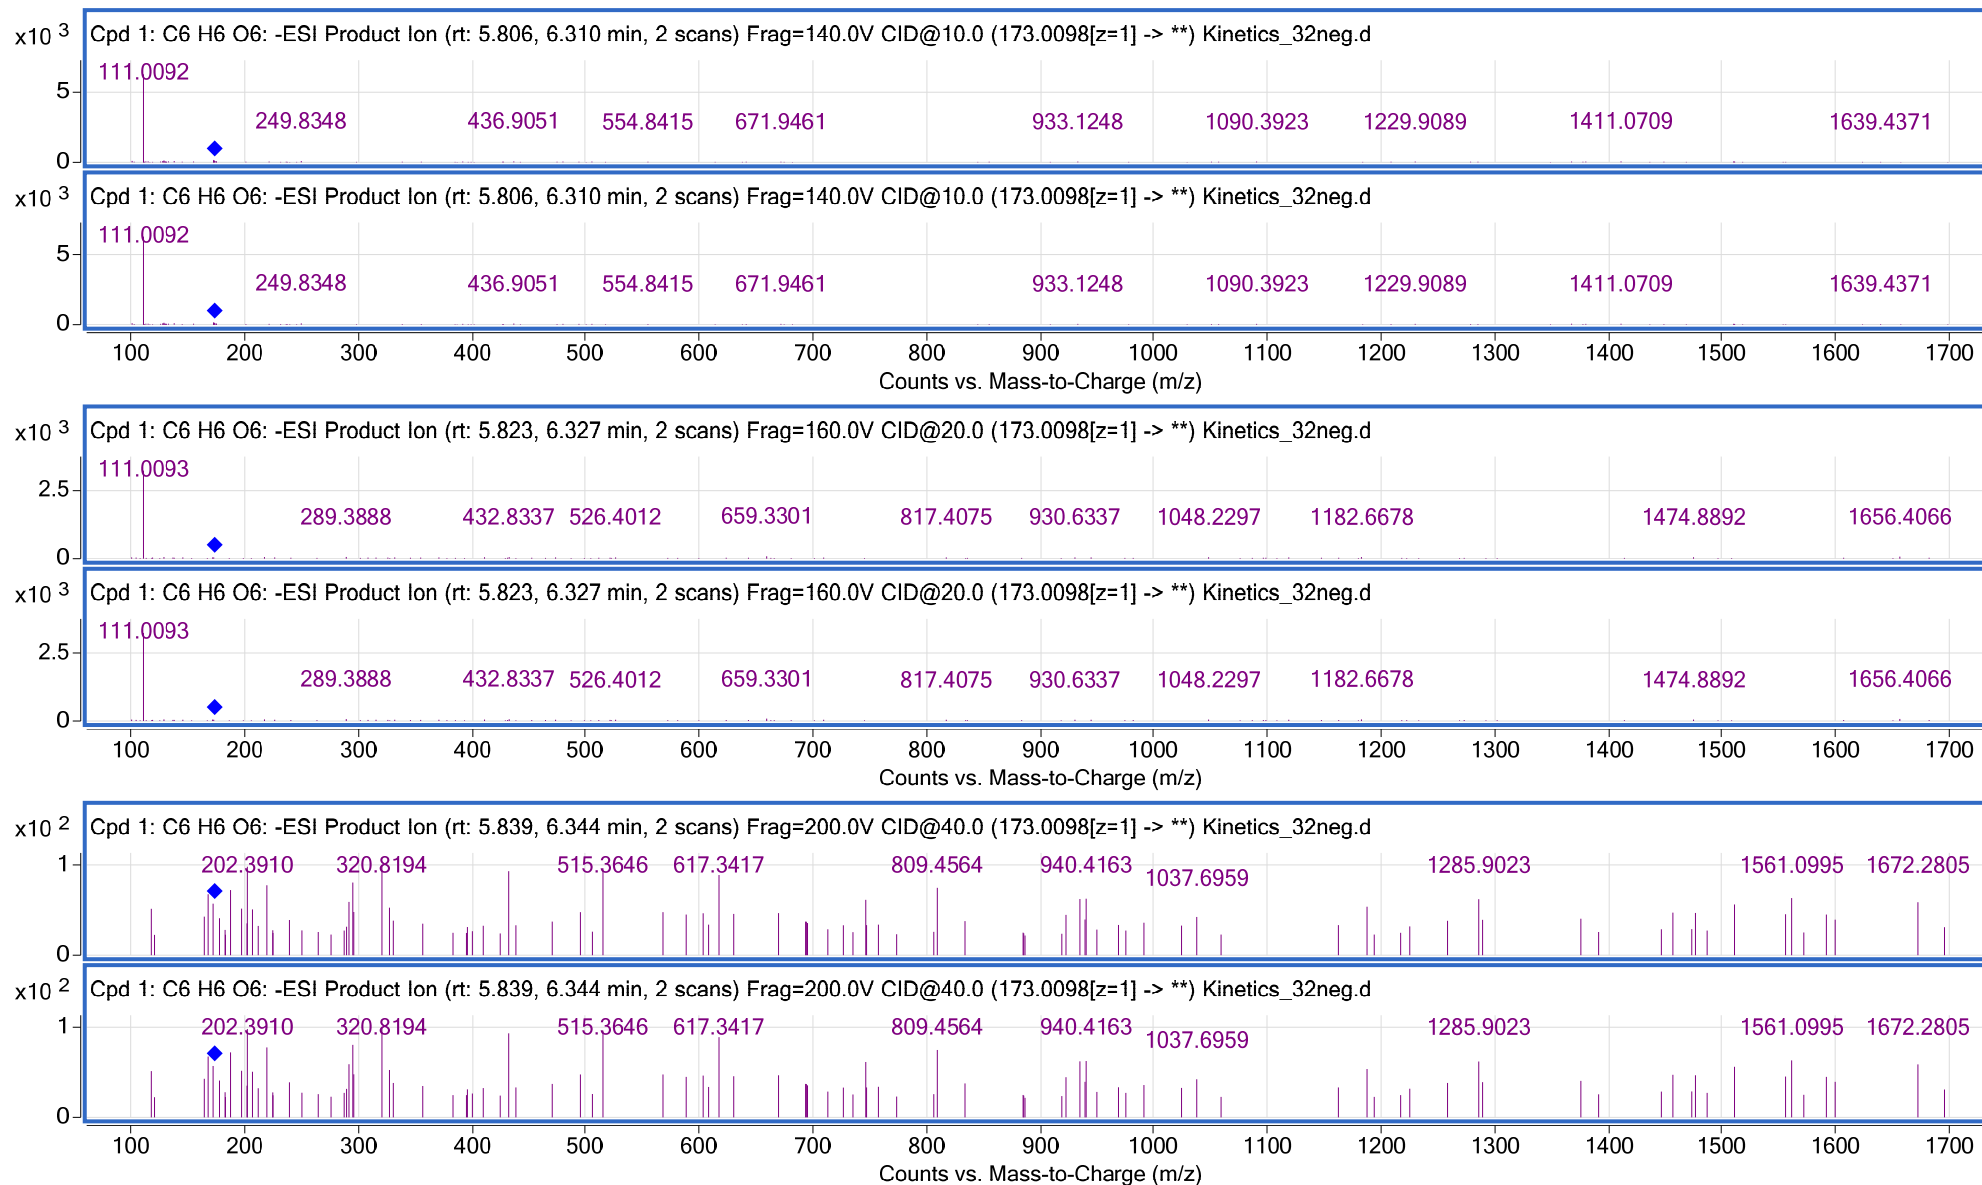 x10 3
Cpd 1: C6 H6 O6: -ESI Product Ion (rt: 5.806, 6.310 min, 2 scans) Frag=140.0V CID@10.0 (173.0098[z=1] -> **) Kinetics_32neg.d
111.0092
5
249.8348 436.9051 554.8415 671.9461 933.1248 1090.3923 1229.9089 1411.0709 1639.4371
0
x10 3
Cpd 1: C6 H6 O6: -ESI Product Ion (rt: 5.806, 6.310 min, 2 scans) Frag=140.0V CID@10.0 (173.0098[z=1] -> **) Kinetics_32neg.d
111.0092
5
249.8348 436.9051 554.8415 671.9461 933.1248 1090.3923 1229.9089 1411.0709 1639.4371
0
100 200 300 400 500 600 700 800 900 1000 1100 1200 1300 1400 1500 1600 1700
Counts vs. Mass-to-Charge (m/z)
x10 3
Cpd 1: C6 H6 O6: -ESI Product Ion (rt: 5.823, 6.327 min, 2 scans) Frag=160.0V CID@20.0 (173.0098[z=1] -> **) Kinetics_32neg.d
111.0093
2.5
289.3888 432.8337 526.4012 659.3301 817.4075 930.6337 1048.2297 1182.6678 1474.8892 1656.4066
0
x10 3
Cpd 1: C6 H6 O6: -ESI Product Ion (rt: 5.823, 6.327 min, 2 scans) Frag=160.0V CID@20.0 (173.0098[z=1] -> **) Kinetics_32neg.d
111.0093
2.5
289.3888 432.8337 526.4012 659.3301 817.4075 930.6337 1048.2297 1182.6678 1474.8892 1656.4066
0
100 200 300 400 500 600 700 800 900 1000 1100 1200 1300 1400 1500 1600 1700
Counts vs. Mass-to-Charge (m/z)
x10 2
Cpd 1: C6 H6 O6: -ESI Product Ion (rt: 5.839, 6.344 min, 2 scans) Frag=200.0V CID@40.0 (173.0098[z=1] -> **) Kinetics_32neg.d
1 202.3910 320.8194 515.3646 617.3417 809.4564 940.4163 1037.6959 1285.9023 1561.0995 1672.2805
0
x10 2
Cpd 1: C6 H6 O6: -ESI Product Ion (rt: 5.839, 6.344 min, 2 scans) Frag=200.0V CID@40.0 (173.0098[z=1] -> **) Kinetics_32neg.d
1 202.3910 320.8194 515.3646 617.3417 809.4564 940.4163 1037.6959 1285.9023 1561.0995 1672.2805
0
100 200 300 400 500 600 700 800 900 1000 1100 1200 1300 1400 1500 1600 1700
Counts vs. Mass-to-Charge (m/z)